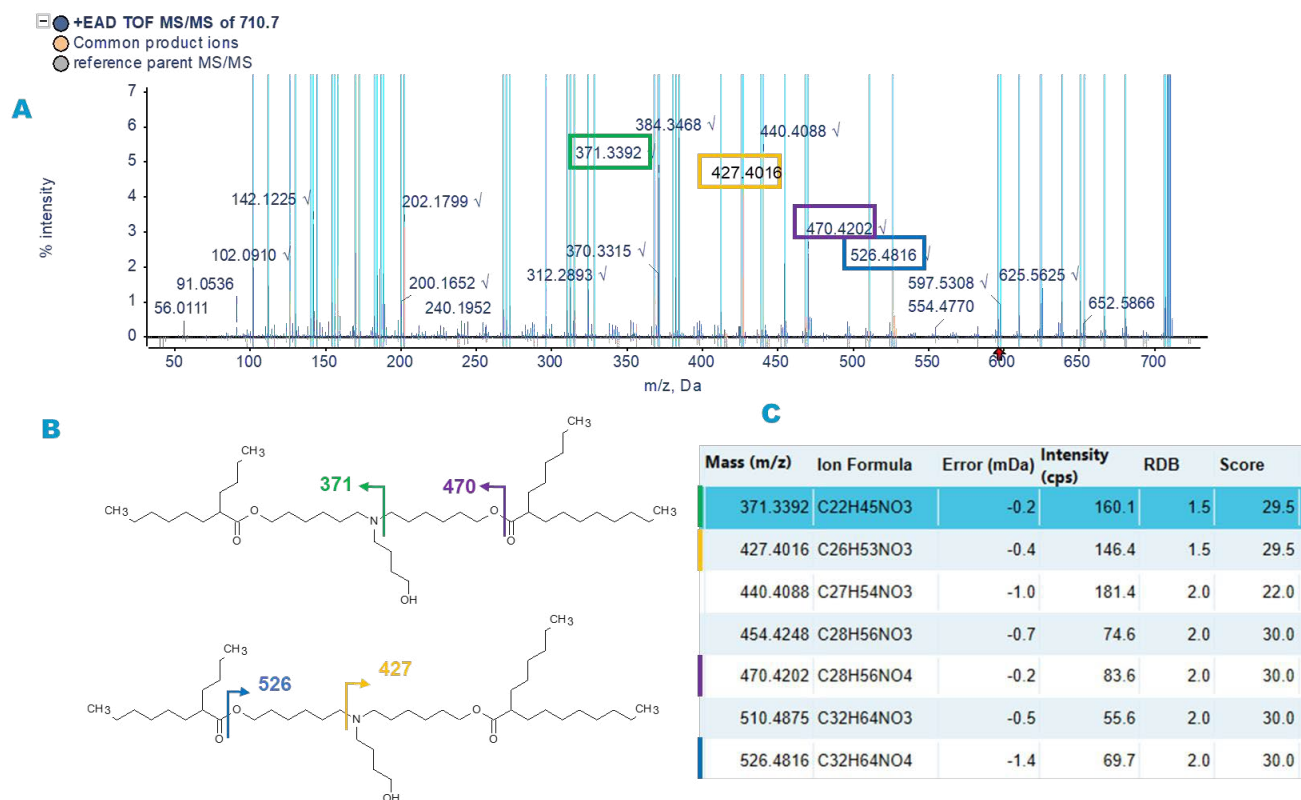 +EAD TOF MS/MS of 710.7
Common product ions
reference parent MS/MS
A
% intensity
7
6
5
4
3
2
1
0
384.3468 √
440.4088 √
371.3392 √
427.4016
142.1225 √
202.1799 √
470.4202 √
102.0910 √
370.3315 √
526.4816 √
91.0536
200.1652 √
312.2893 √
597.5308 √
625.5625 √
56.0111
240.1952
554.4770
652.5866
50 100 150 200 250 300 350 400 450 500 550 600 650 700
m/z, Da
B
CH3
CH3
371
470
CH3
O
O
O
O
N
CH3
OH
CH3
CH3
526
427
CH3
O
O
O
O
N
CH3
OH
C
Mass (m/z) Ion Formula Error (mDa) Intensity (cps) RDB Score
371.3392 C22H45NO3 -0.2 160.1 1.5 29.5
427.4016 C26H53NO3 -0.4 146.4 1.5 29.5
440.4088 C27H54NO3 -1.0 181.4 2.0 22.0
454.4248 C28H56NO3 -0.7 74.6 2.0 30.0
470.4202 C28H56NO4 -0.2 83.6 2.0 30.0
510.4875 C32H64NO3 -0.5 55.6 2.0 30.0
526.4816 C32H64NO4 -1.4 69.7 2.0 30.0